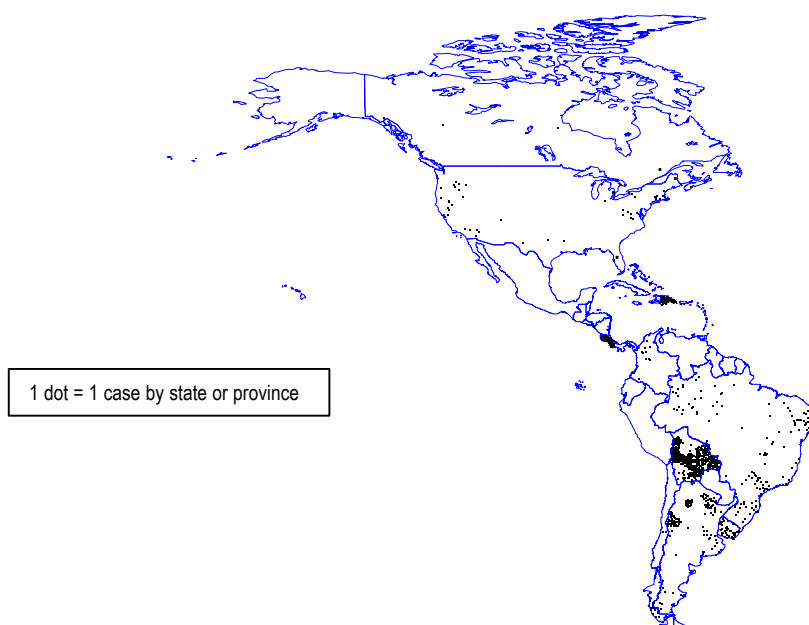 1 dot = 1 case by state or province